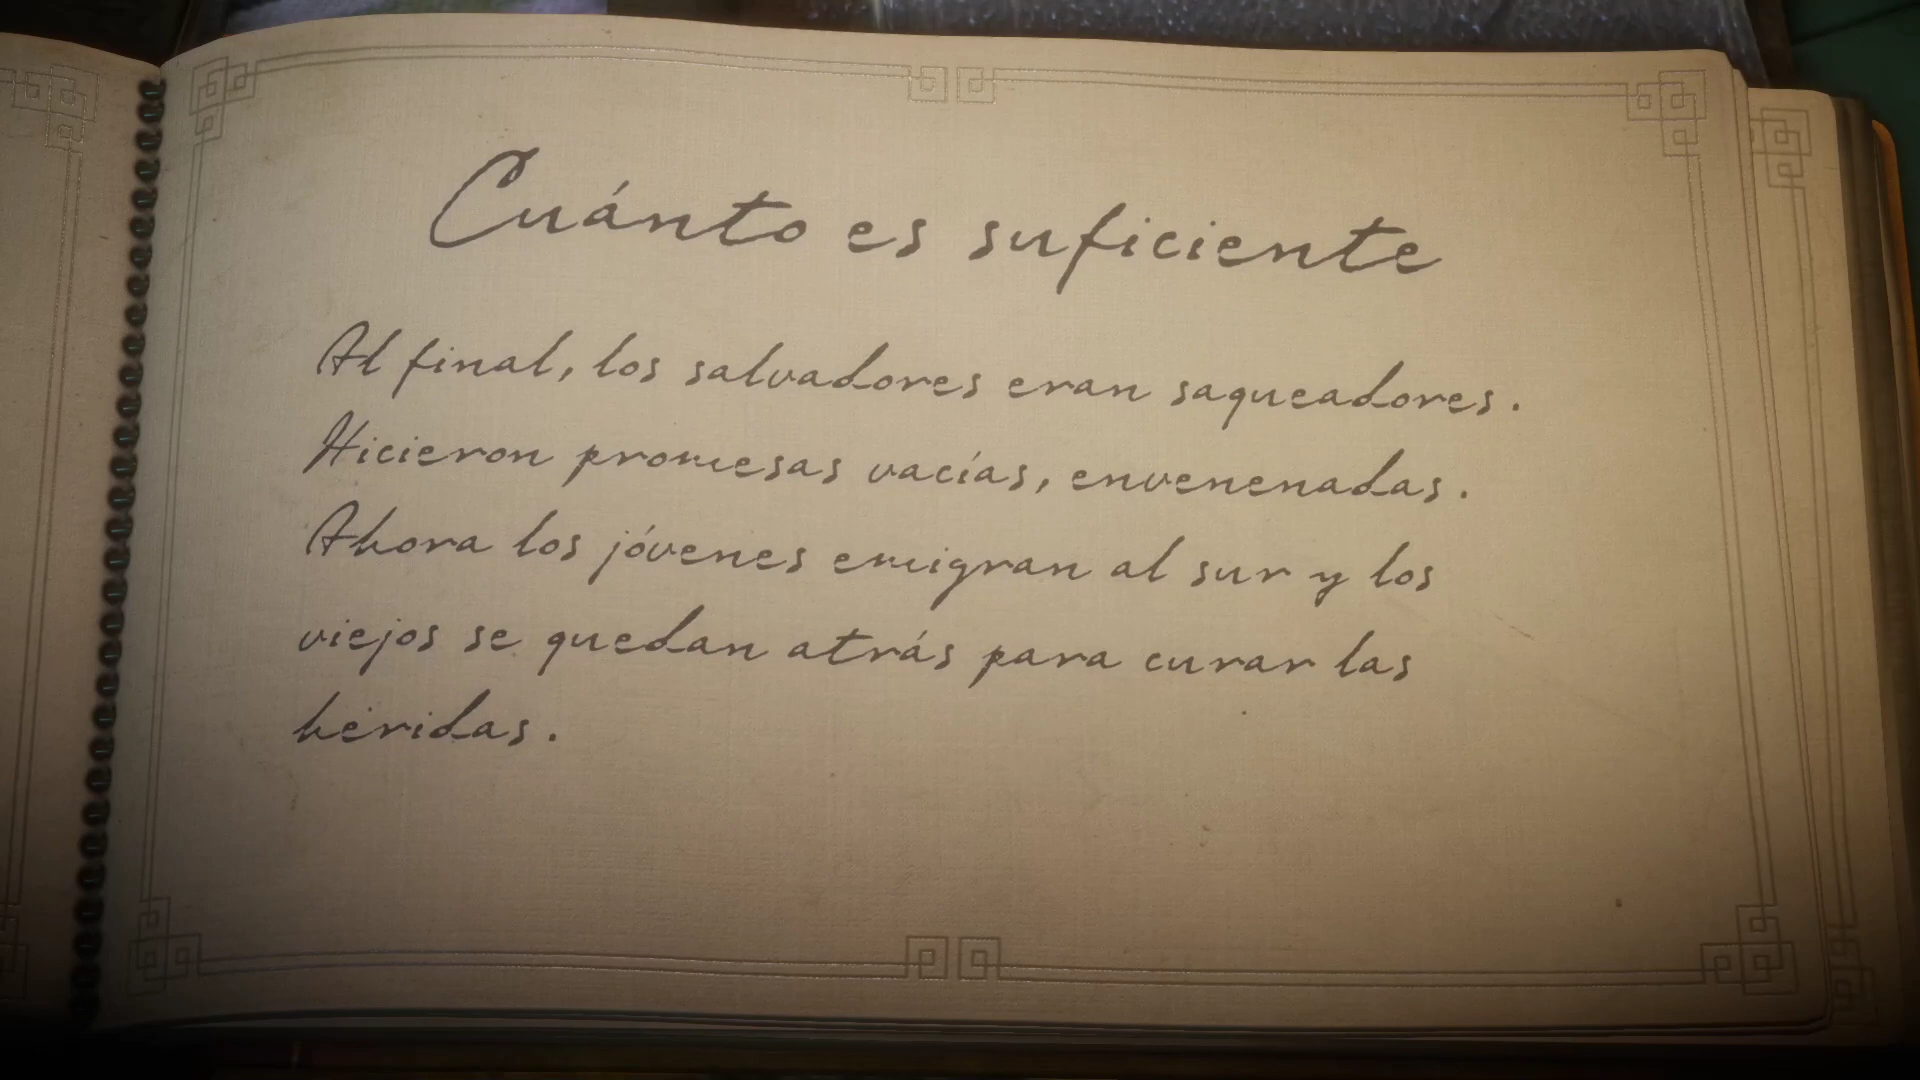 Cuánto es suficiente
Al final, los salvadores eran saqueadores.
Hicieron promesas vacías, envenenadas.
Ahora los jóvenes emigran al sur y los
viejos se quedan atrás para curar las
heridas.